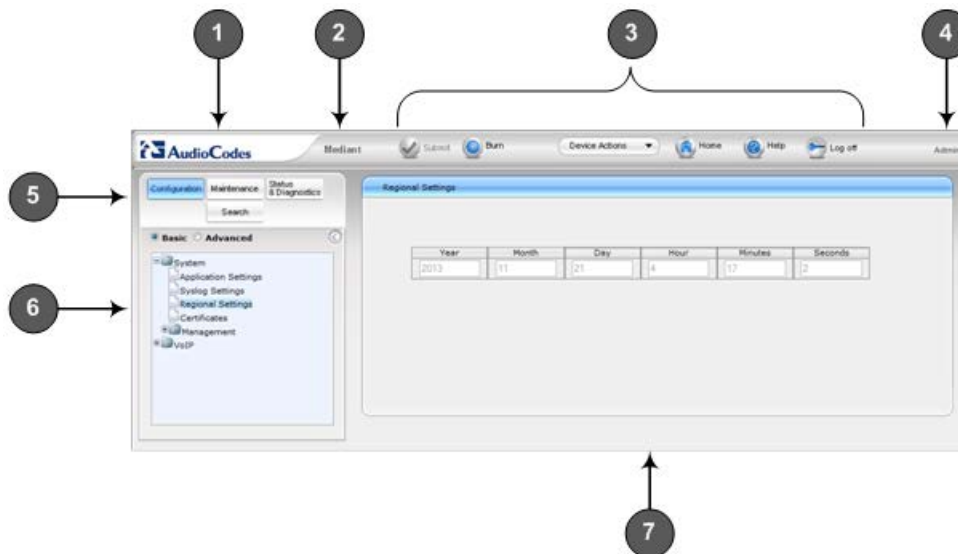 1 2 3 4
AudioCodes Mediant Submit Burn Device Actions Home Help Log off Admin
5
Configuration Maintenance Status & Diagnostics
Search
Basic Advanced
6
System
Application Settings
Syslog Settings
Regional Settings
Certificates
Management
VoIP
Regional Settings
Year Month Day Hour Minutes Seconds
2013 11 21 4 17 2
7